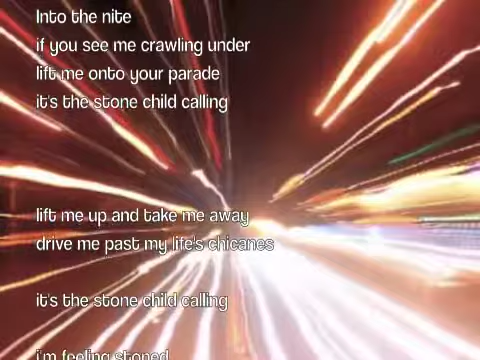 Into the nite
if you see me crawling under
lift me onto your parade
it's the stone child calling
lift me up and take me away
drive me past my life's chicanes
it's the stone child calling
i'm feeling stoned